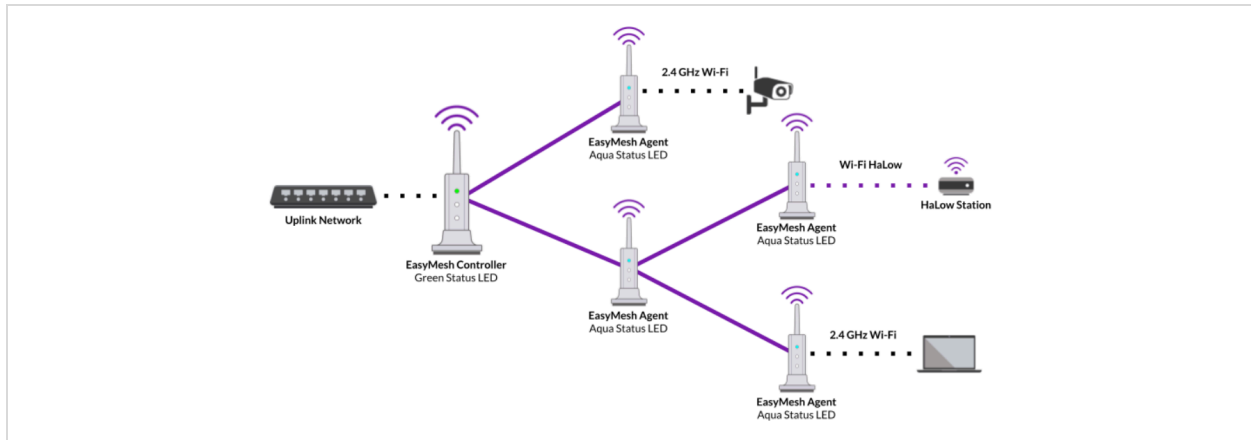 2.4 GHz Wi-Fi
EasyMesh Agent
Aqua Status LED
Wi-Fi HaLow
HaLow Station
Uplink Network
EasyMesh Agent
Aqua Status LED
EasyMesh Controller
Green Status LED
EasyMesh Agent
Aqua Status LED
2.4 GHz Wi-Fi
EasyMesh Agent
Aqua Status LED